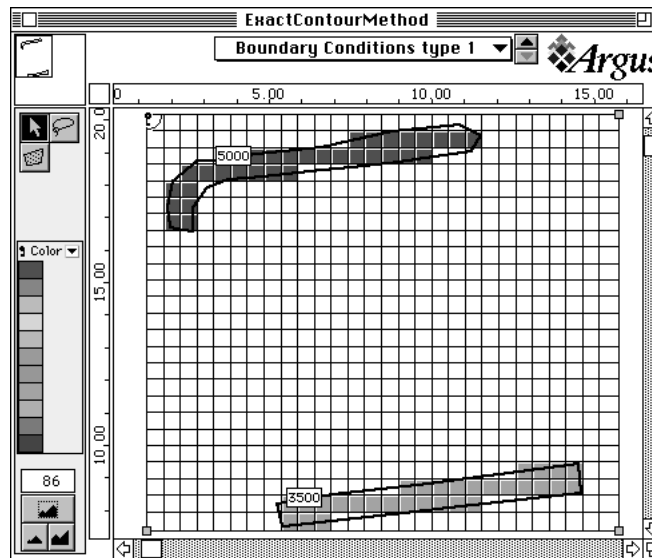 ExactContourMethod
Boundary Conditions type 1
Argus
0 5.00 10.00 15.00
20.0
15.00
10.00
Color
86
5000
3500